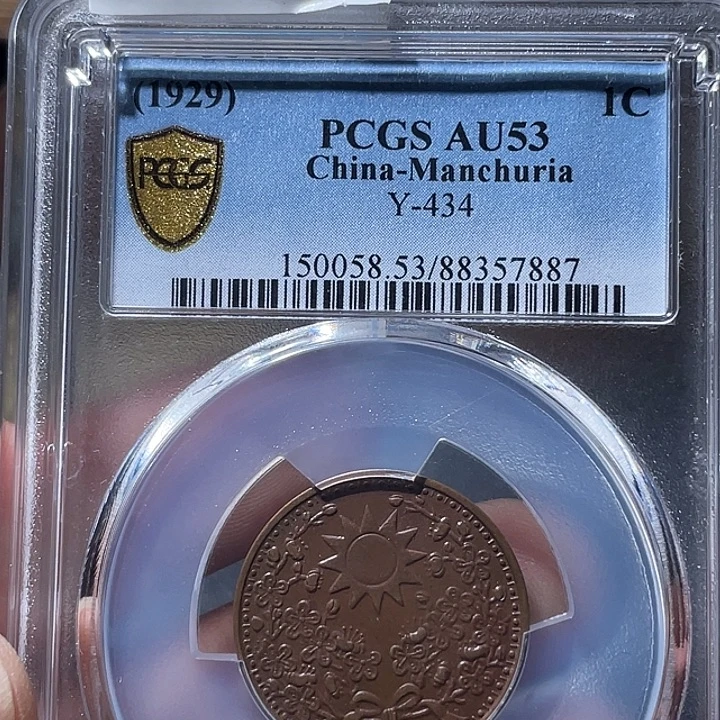 (1929) 1C
PCGS AU53
PCGS
China-Manchuria
Y-434
150058.53/88357887